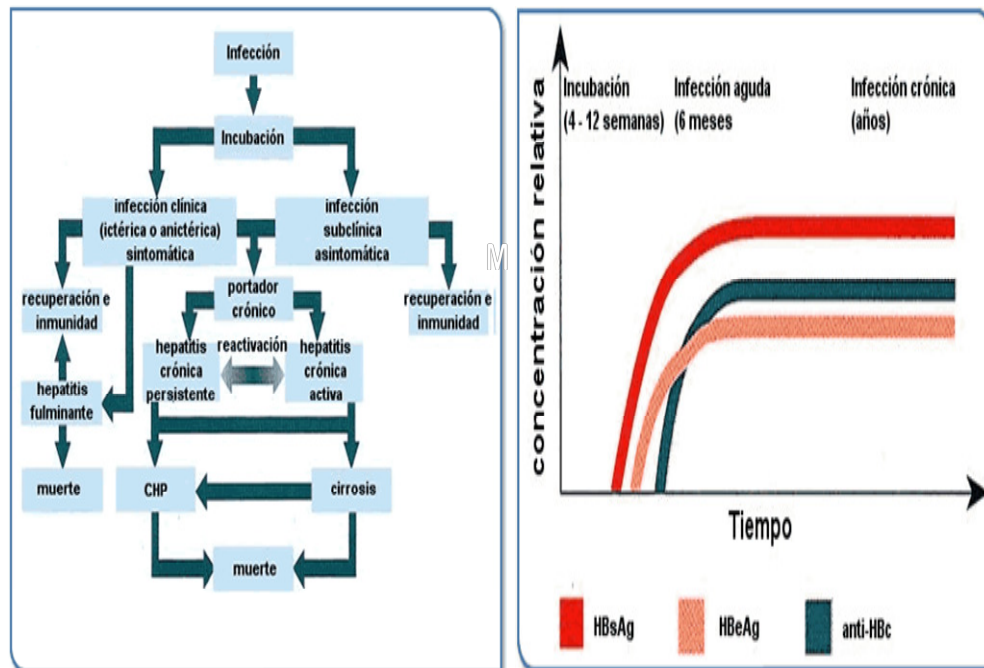 Infección
Incubación
infección clínica
(ictérica o anictérica)
sintomática
infección
subclínica
asintomática
recuperación e
inmunidad
portador
crónico
recuperación e
inmunidad
hepatitis
crónica
persistente
reactivación
hepatitis
crónica
activa
hepatitis
fulminante
muerte
CHP
cirrosis
muerte
M
concentración relativa
Incubación
(4 - 12 semanas)
Infección aguda
(6 meses
Infección crónica
(años)
Tiempo
HBsAg
HBeAg
anti-HBc